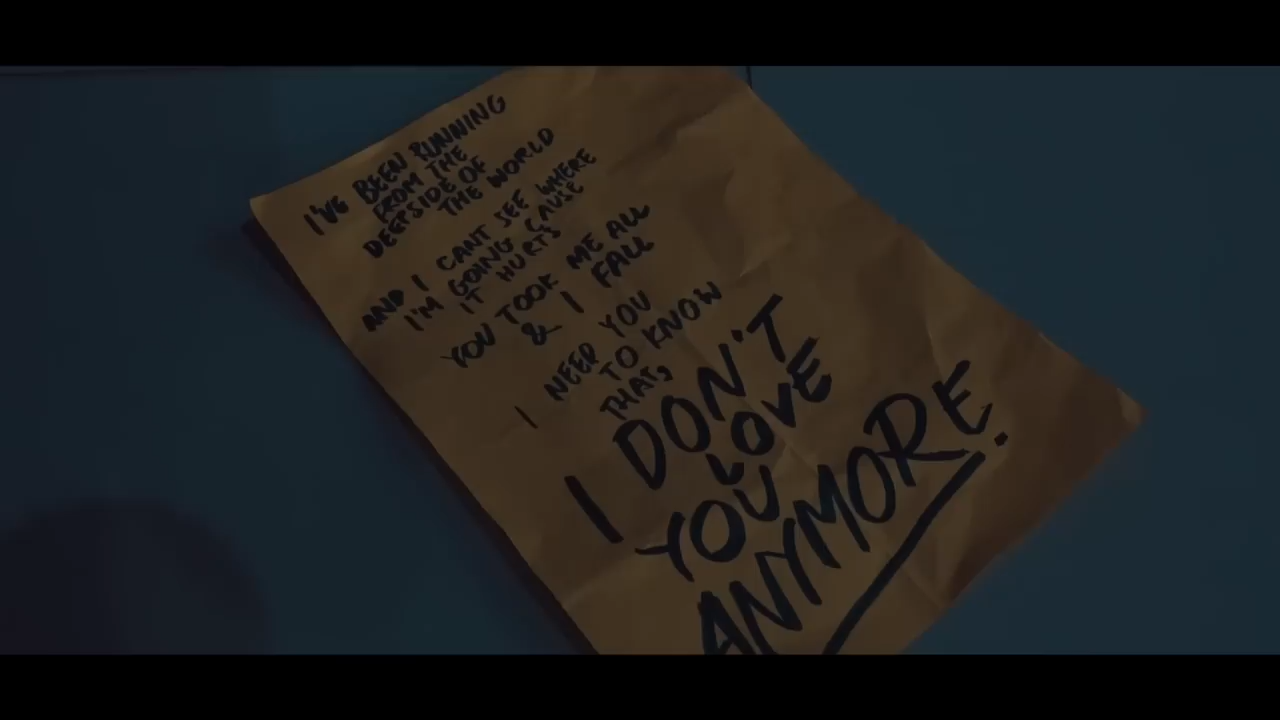 I'VE BEEN RUNNING
FROM THE
DEEPSIDE OF
THE WORLD
AND I CANT SEE WHERE
I'M GOING CAUSE
IT HURTS
YOU TOOK ME ALL
& I FALL
I NEED YOU
TO KNOW
THAT,
I DON'T
LOVE
YOU
ANYMORE.